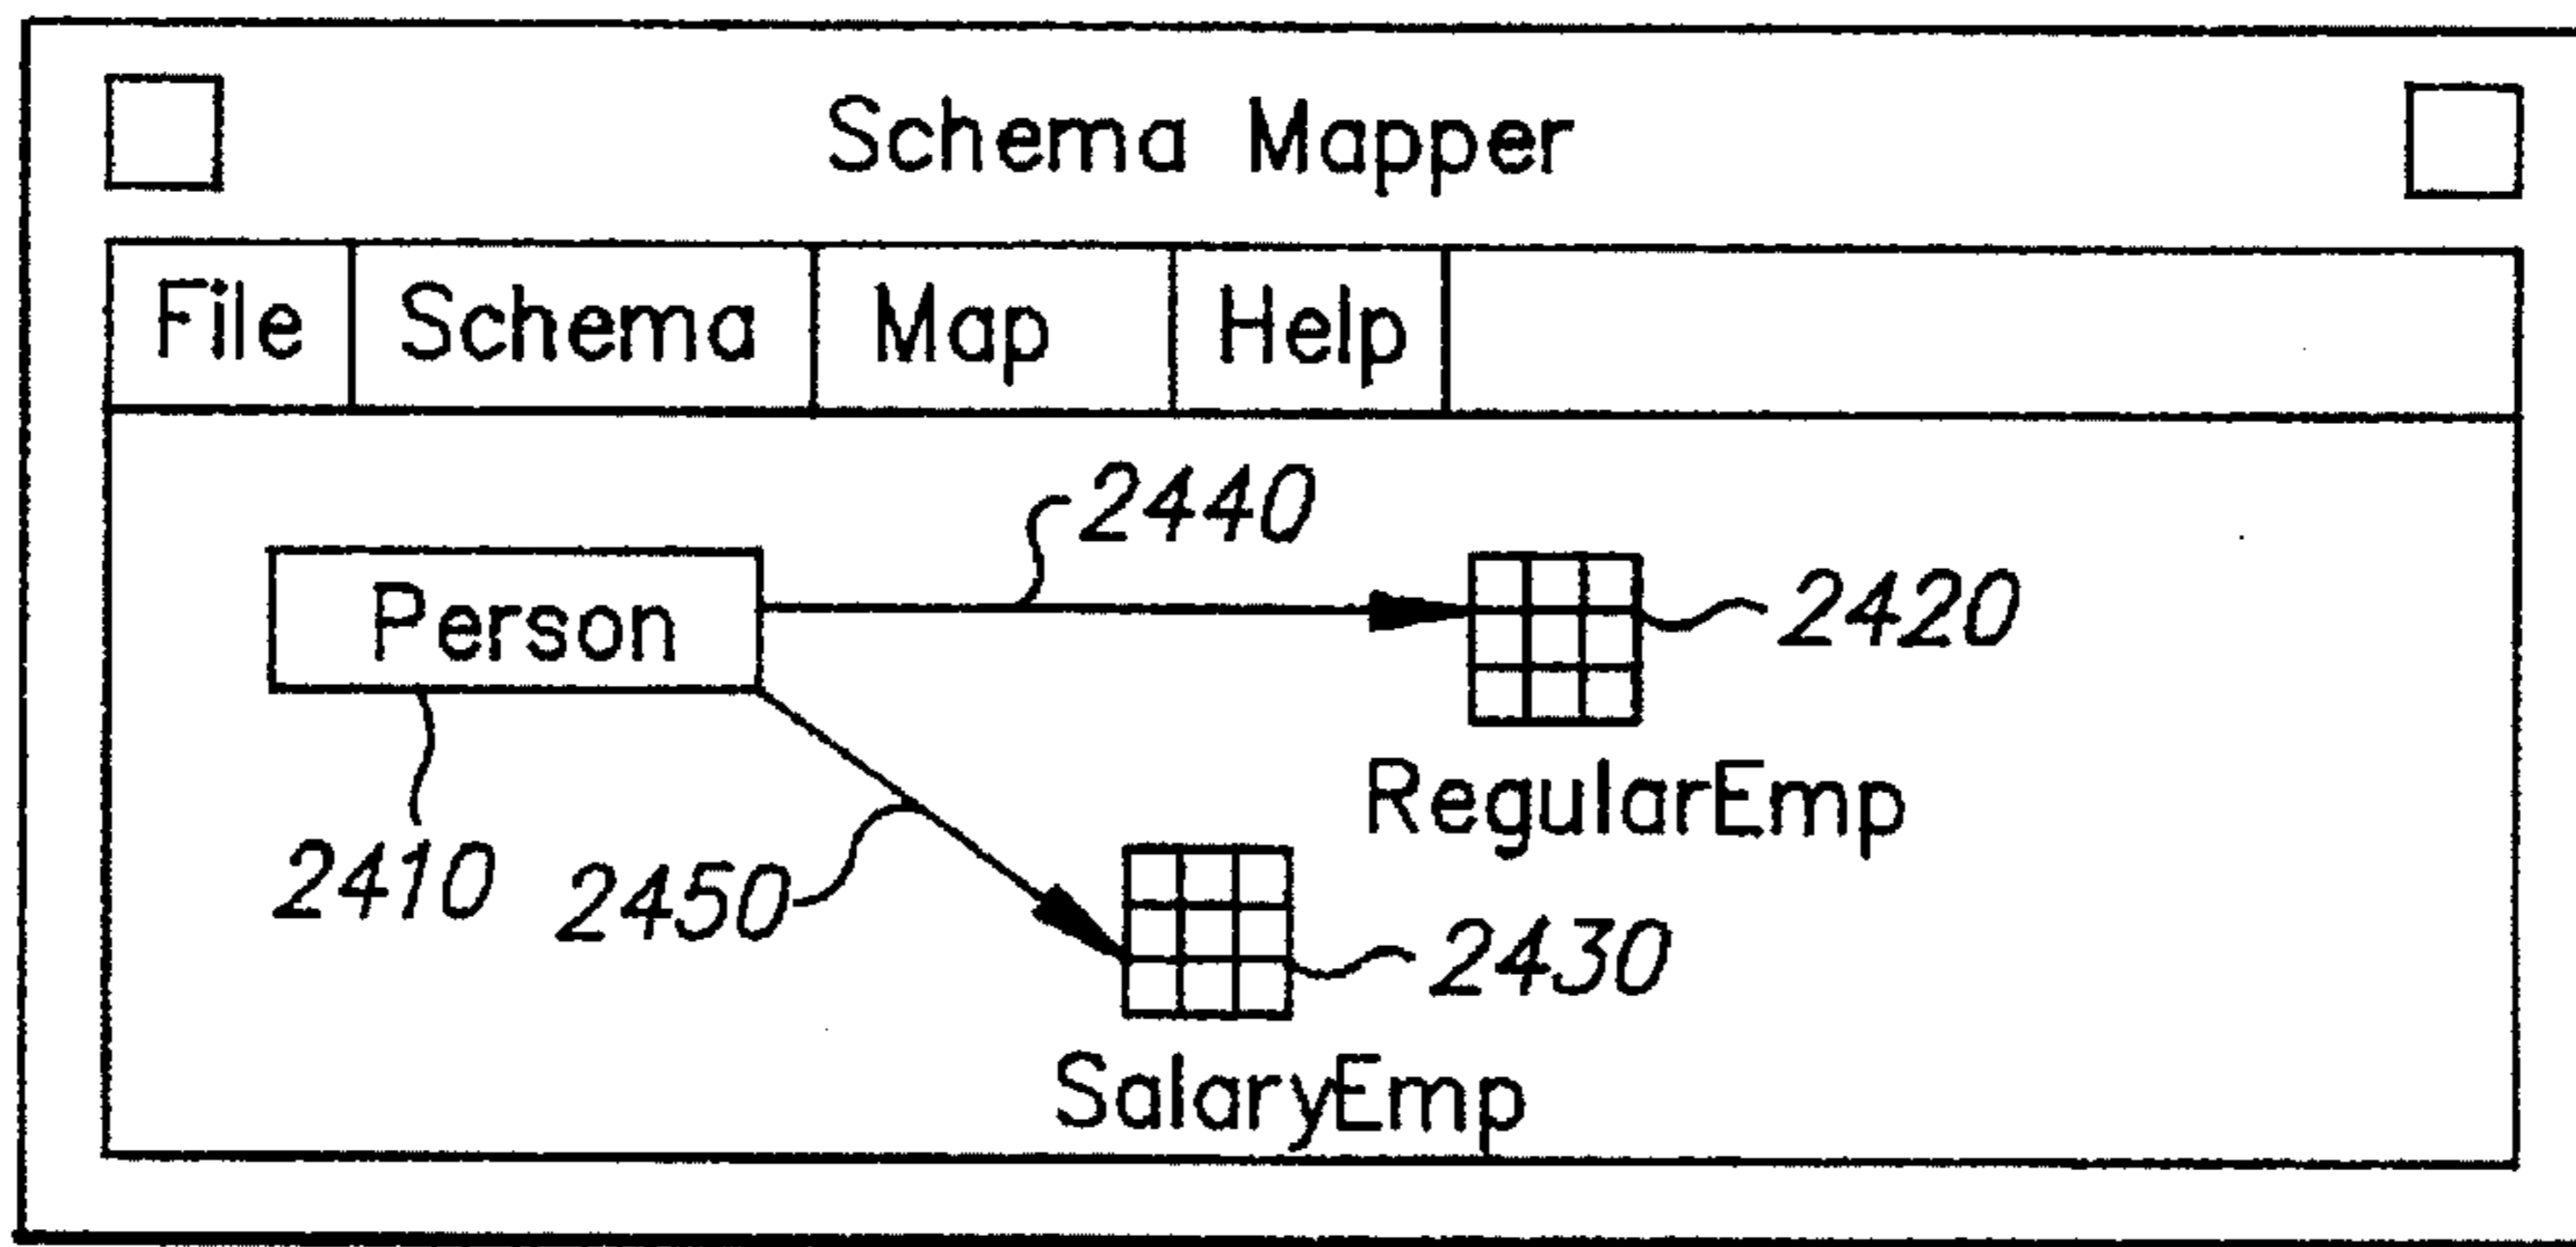 Schema Mapper
File Schema Map Help
2440
Person
2420
RegularEmp
2410
2450
2430
SalaryEmp